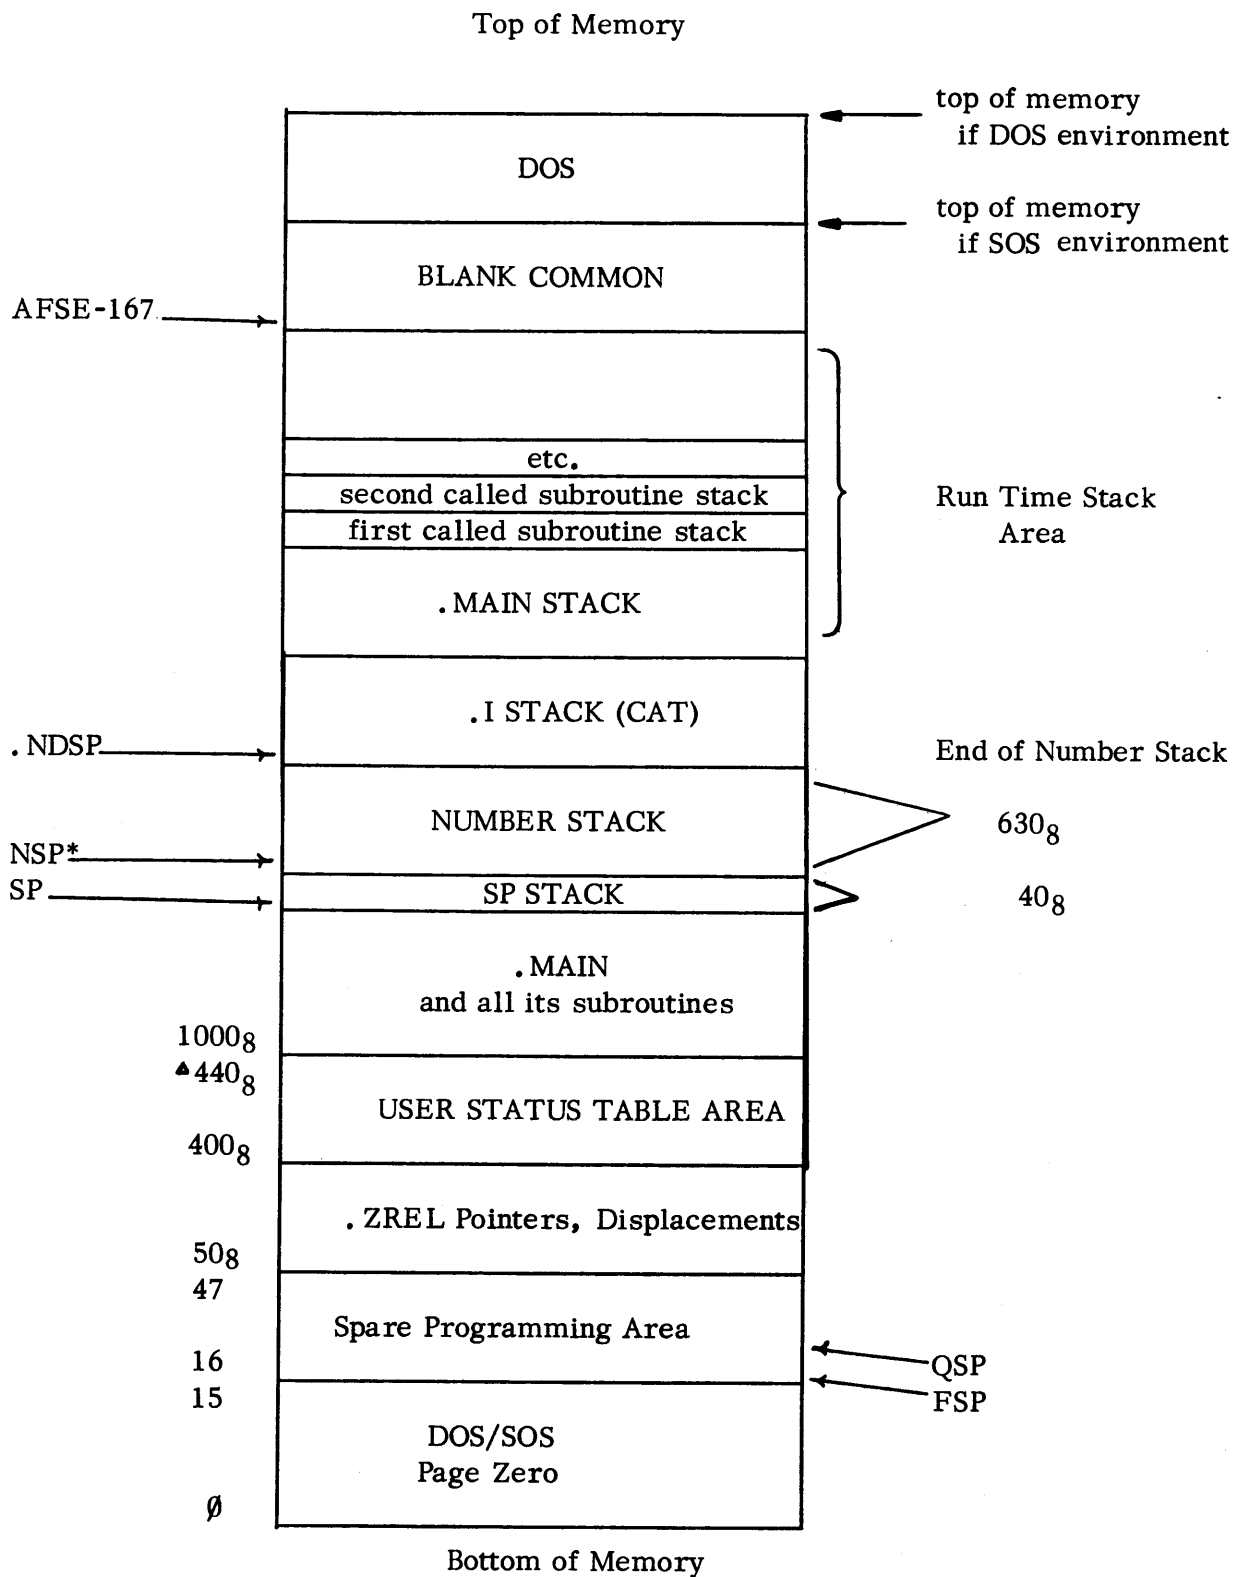 Top of Memory
top of memory
if DOS environment
DOS
top of memory
if SOS environment
BLANK COMMON
AFSE-167
etc.
second called subroutine stack
first called subroutine stack
Run Time Stack
Area
.MAIN STACK
.I STACK (CAT)
.NDSP
End of Number Stack
NUMBER STACK
630₈
NSP*
SP
SP STACK
40₈
.MAIN
and all its subroutines
1000₈
▲440₈
USER STATUS TABLE AREA
400₈
.ZREL Pointers, Displacements
50₈
47
Spare Programming Area
16
QSP
15
FSP
DOS/SOS
Page Zero
Ø
Bottom of Memory